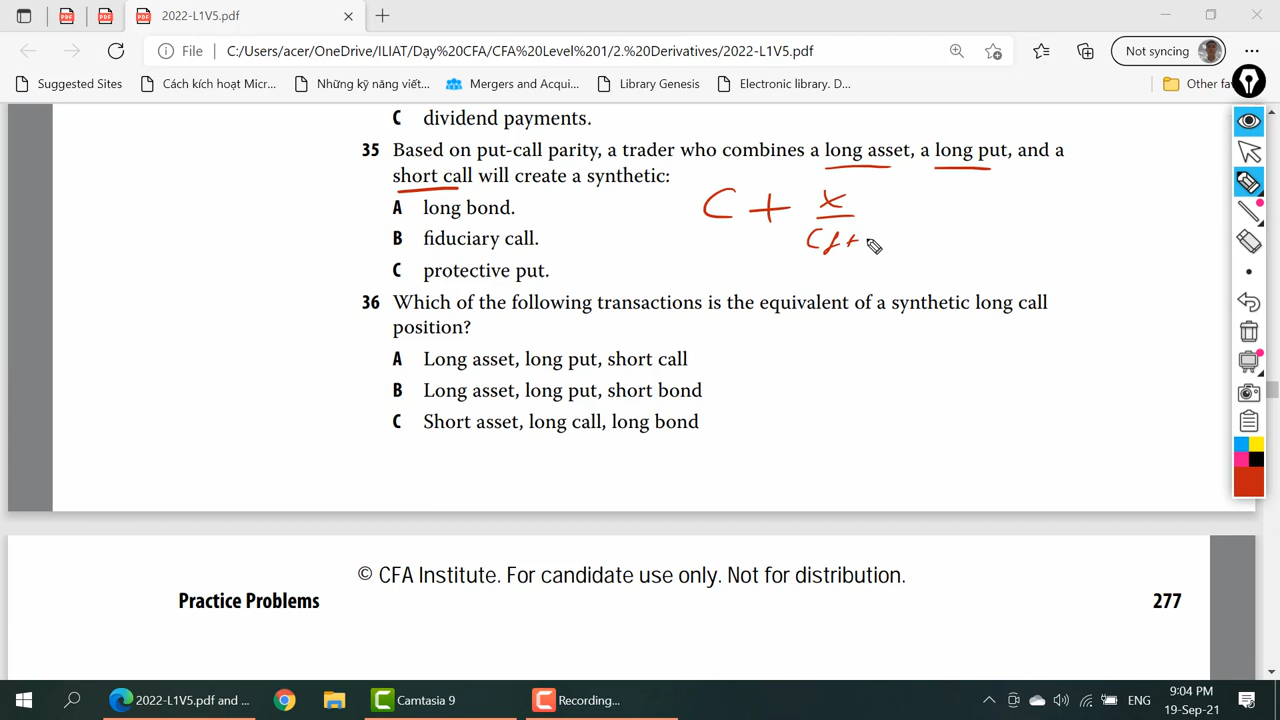 2022-L1V5.pdf
File C:/Users/acer/OneDrive/ILIAT/Day%20CFA/CFA%20Level%201/2.%20Derivatives/2022-L1V5.pdf Not syncing
Suggested Sites Cách kích hoạt Micr... Những kỹ năng viết... Mergers and Acqui... Library Genesis Electronic library. D... Other fav
C dividend payments.
35 Based on put-call parity, a trader who combines a long asset, a long put, and a
short call will create a synthetic:
A long bond.
B fiduciary call.
C protective put.
C + X
(1+
36 Which of the following transactions is the equivalent of a synthetic long call
position?
A Long asset, long put, short call
B Long asset, long put, short bond
C Short asset, long call, long bond
© CFA Institute. For candidate use only. Not for distribution.
Practice Problems 277
2022-L1V5.pdf and ... Camtasia 9 Recording... ENG 9:04 PM
19-Sep-21